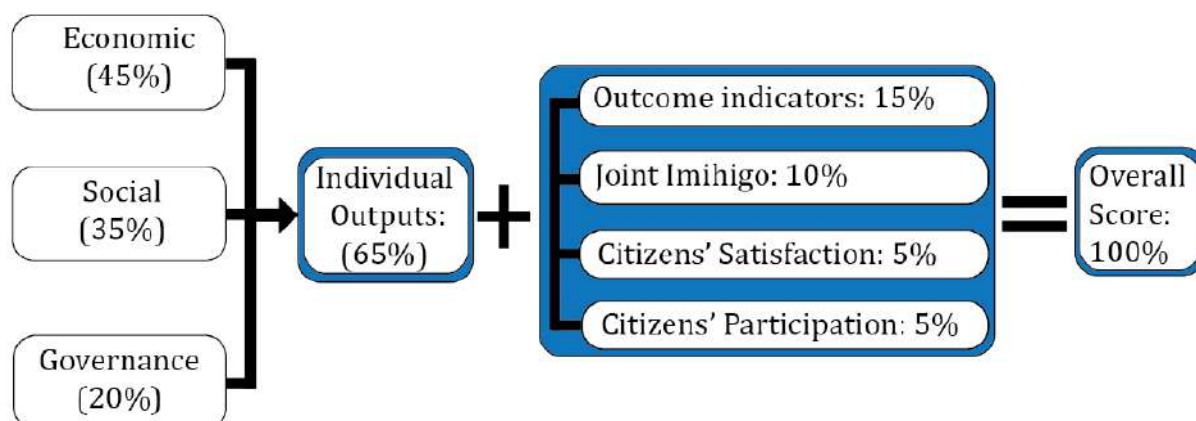 Economic
(45%)
Social
(35%)
Governance
(20%)
Individual
Outputs:
(65%)
Outcome indicators: 15%
Joint Imihigo: 10%
Citizens’ Satisfaction: 5%
Citizens’ Participation: 5%
Overall
Score:
100%